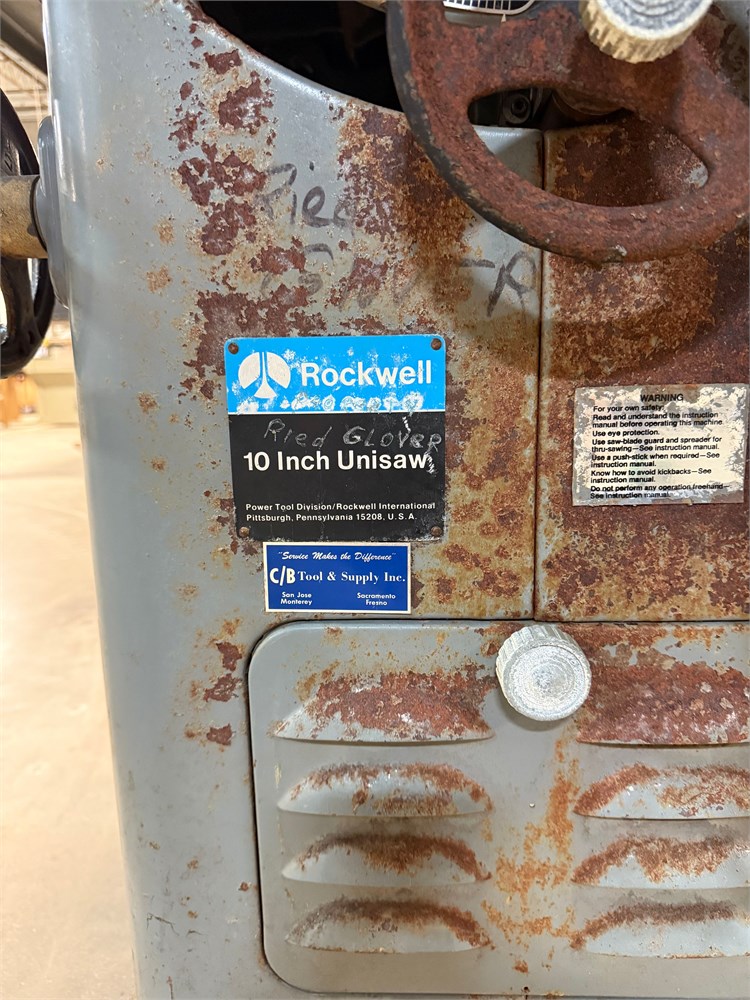 Ried
Rockwell
Ried Glover
10 Inch Unisaw
Power Tool Division/Rockwell International
Pittsburgh, Pennsylvania 15208, U.S.A.
"Service Makes the Difference"
C/B Tool & Supply Inc.
San Jose Sacramento
Monterey Fresno
WARNING
For your own safety:
Read and understand the instruction
manual before operating this machine.
Use eye protection.
Use saw-blade guard and spreader for
thru-sawing—See instruction manual.
Use a push-stick when required—See
instruction manual.
Know how to avoid kickbacks—See
instruction manual.
Do not perform any operation freehand—
See instruction manual.